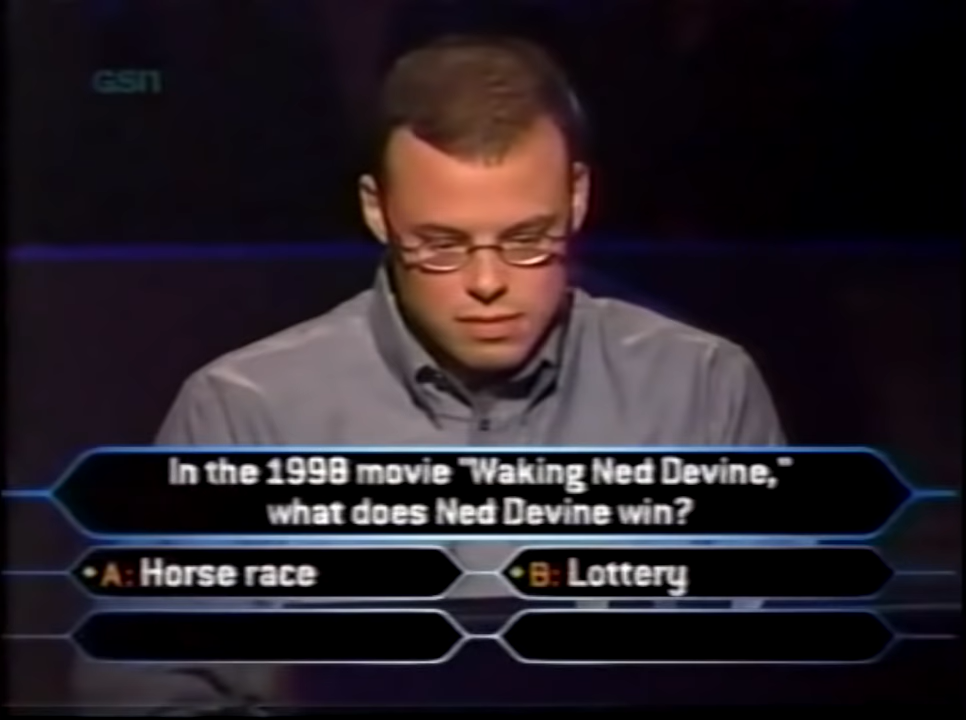 GSN
In the 1998 movie "Waking Ned Devine,"
what does Ned Devine win?
A: Horse race
B: Lottery